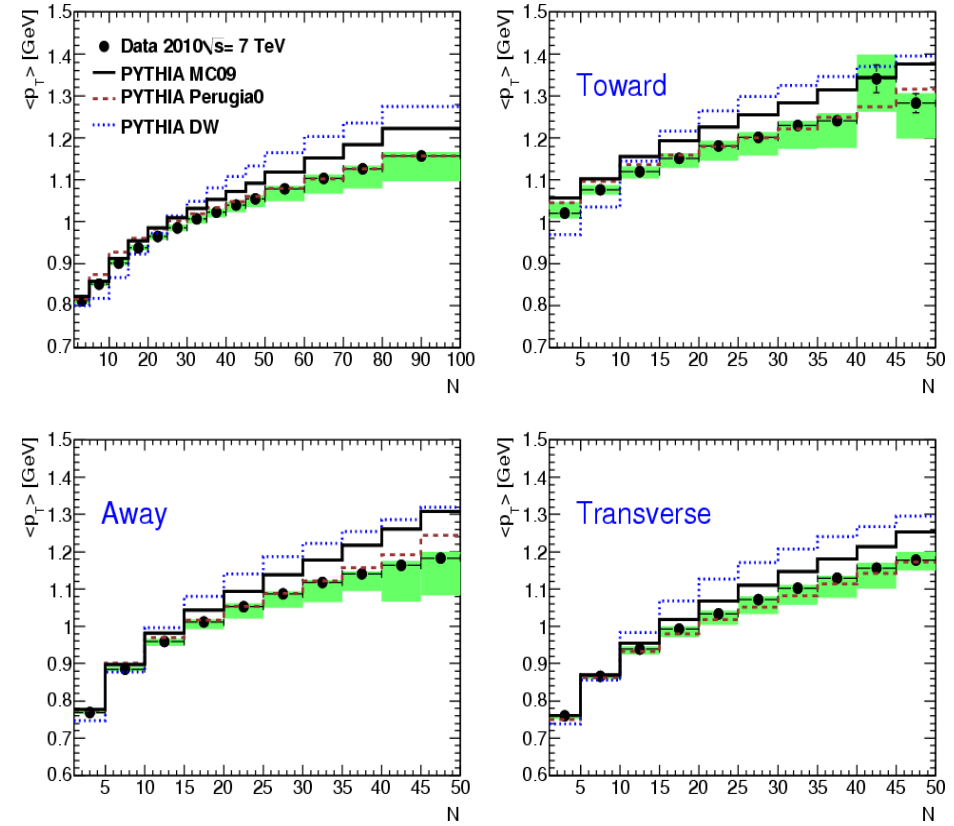 <p_T> [GeV]
1.5
1.4
1.3
1.2
1.1
1
0.9
0.8
0.7
Data 2010√s= 7 TeV
PYTHIA MC09
PYTHIA Perugia0
PYTHIA DW
10 20 30 40 50 60 70 80 90 100
N
<p_T> [GeV]
1.5
1.4
1.3
1.2
1.1
1
0.9
0.8
0.7
Toward
5 10 15 20 25 30 35 40 45 50
N
<p_T> [GeV]
1.5
1.4
1.3
1.2
1.1
1
0.9
0.8
0.7
0.6
Away
5 10 15 20 25 30 35 40 45 50
N
<p_T> [GeV]
1.5
1.4
1.3
1.2
1.1
1
0.9
0.8
0.7
0.6
Transverse
5 10 15 20 25 30 35 40 45 50
N